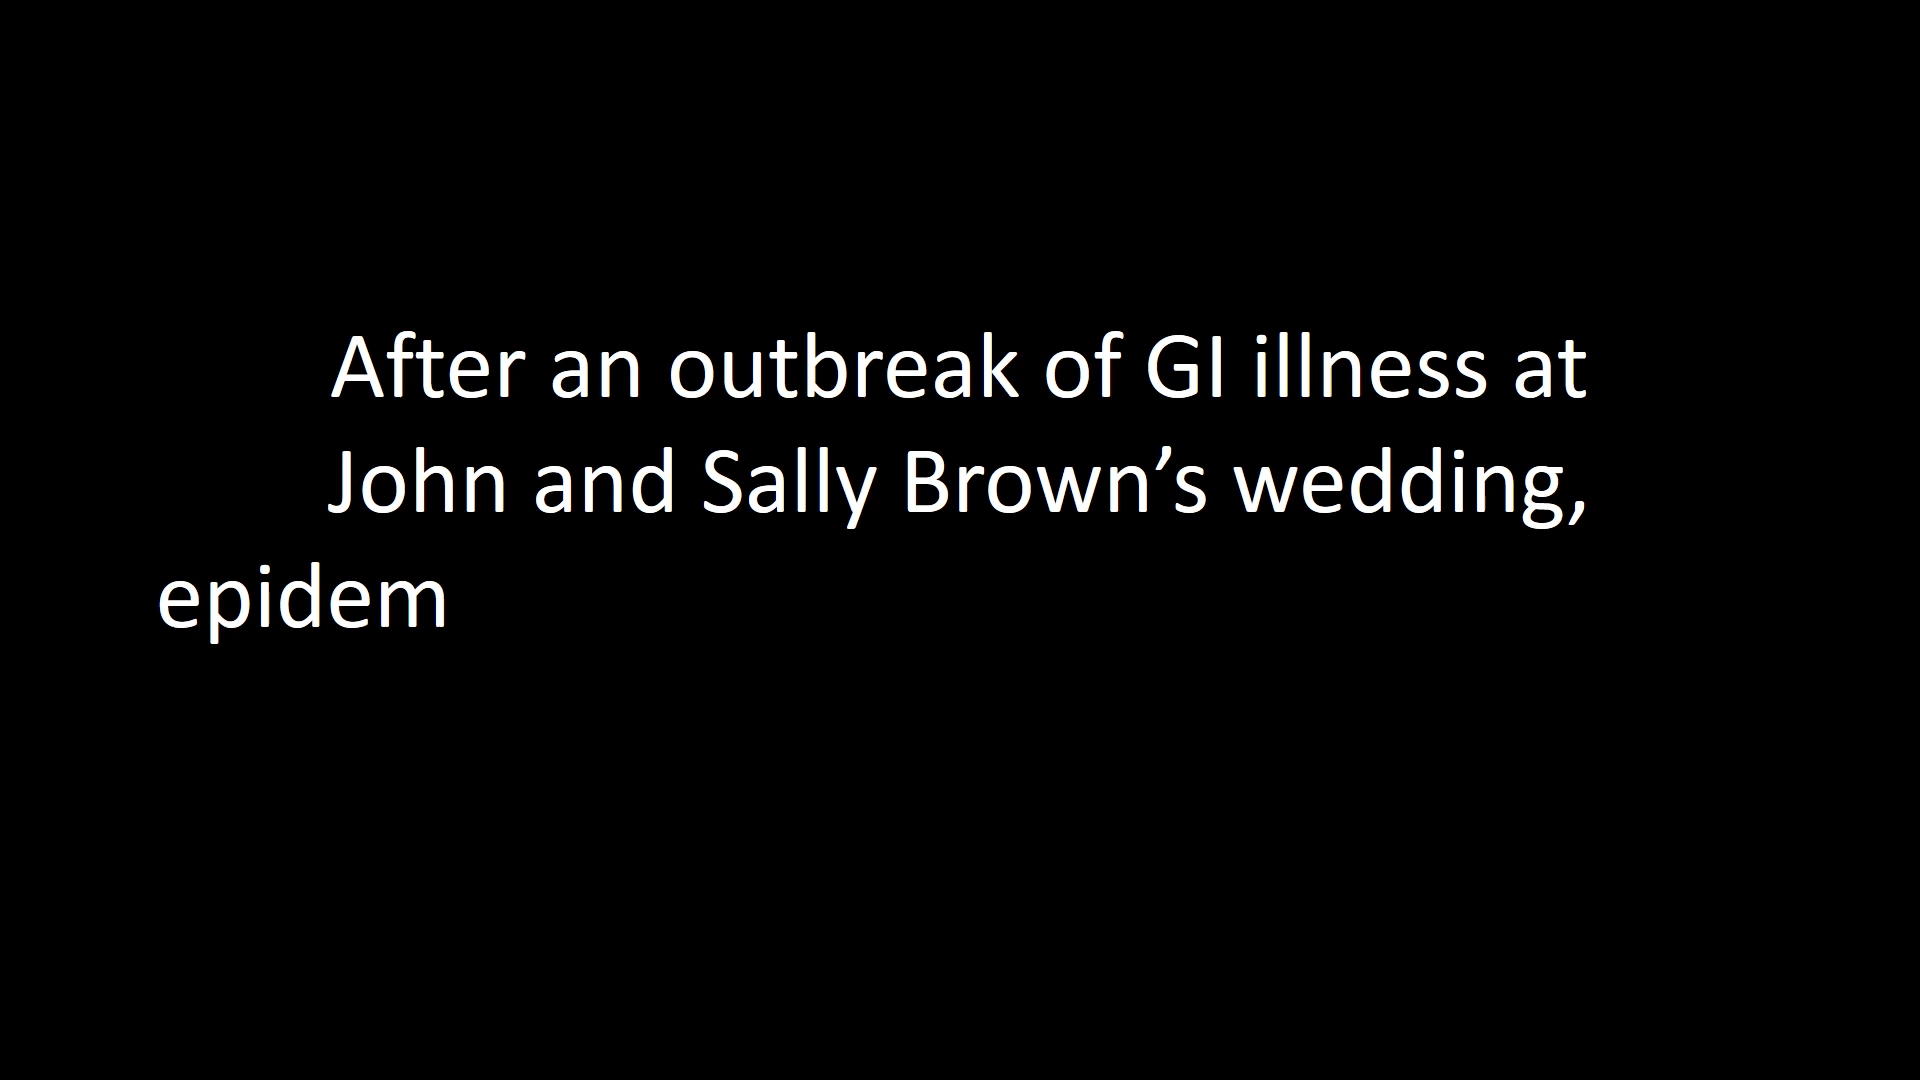 After an outbreak of GI illness at
John and Sally Brown’s wedding,
epidem